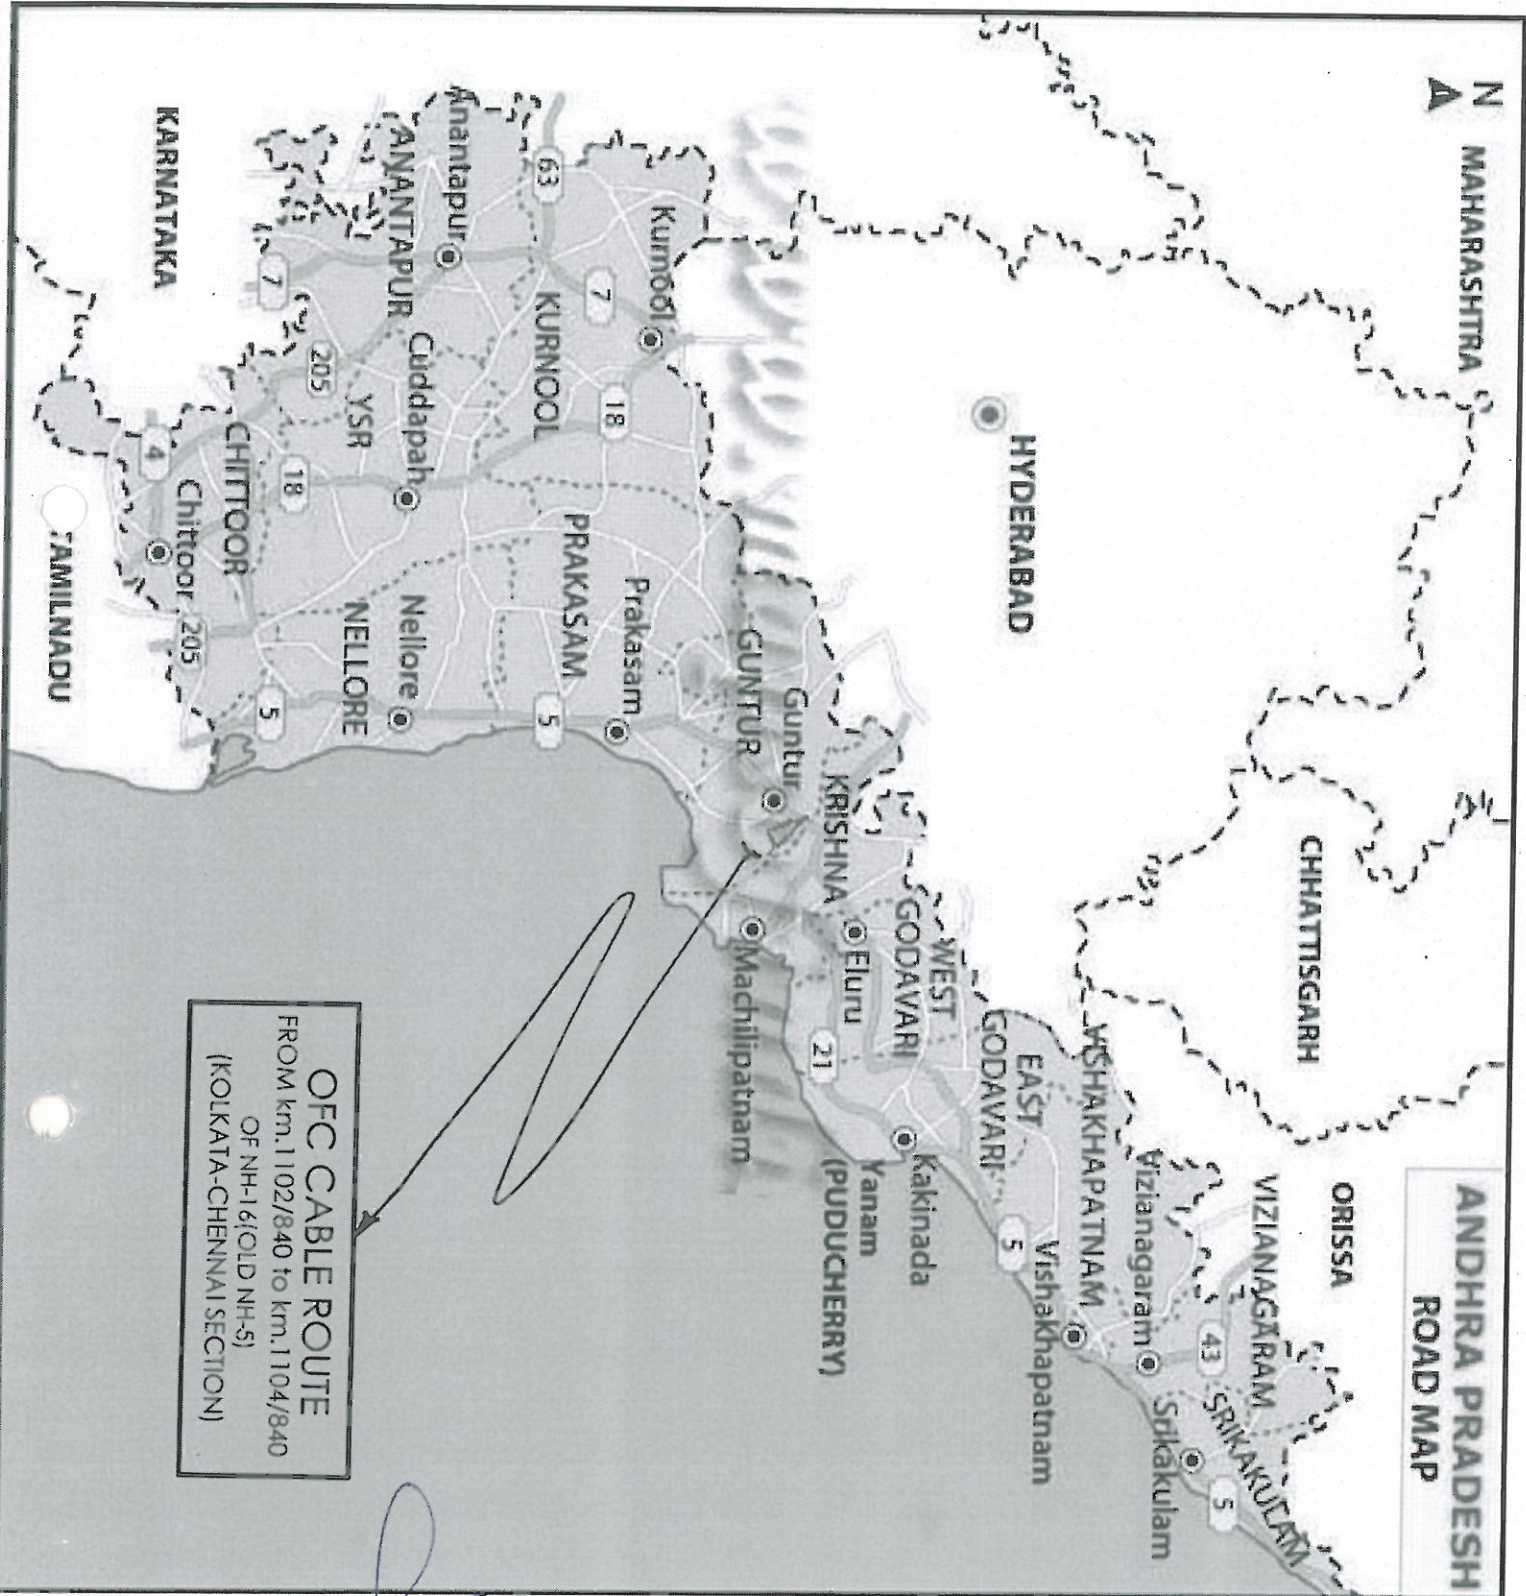 ANDHRA PRADESH
ROAD MAP
N
MAHARASHTRA
CHHATTISGARH
ORISSA
HYDERABAD
VIZIANAGARAM
SRIKAKULAM
43
5
Srikakulam
Vizianagaram
VISHAKHAPATNAM
Vishakhapatnam
5
EAST
GODAVARI
WEST
GODAVARI
Kakinada
Yanam
(PUDUCHERRY)
Eluru
21
KRISHNA
Machilipatnam
Guntur
GUNTUR
Kurnool
Prakasam
PRAKASAM
7
18
63
KURNOOL
5
Anantapur
ANANTAPUR
Cuddapah
YSR
Nellore
NELLORE
205
7
18
5
CHITTOOR
Chittoor
205
4
KARNATAKA
TAMILNADU
OFC CABLE ROUTE
FROM km.1102/840 to km.1104/840
OF NH-16(OLD NH-5)
(KOLKATA-CHENNAI SECTION)